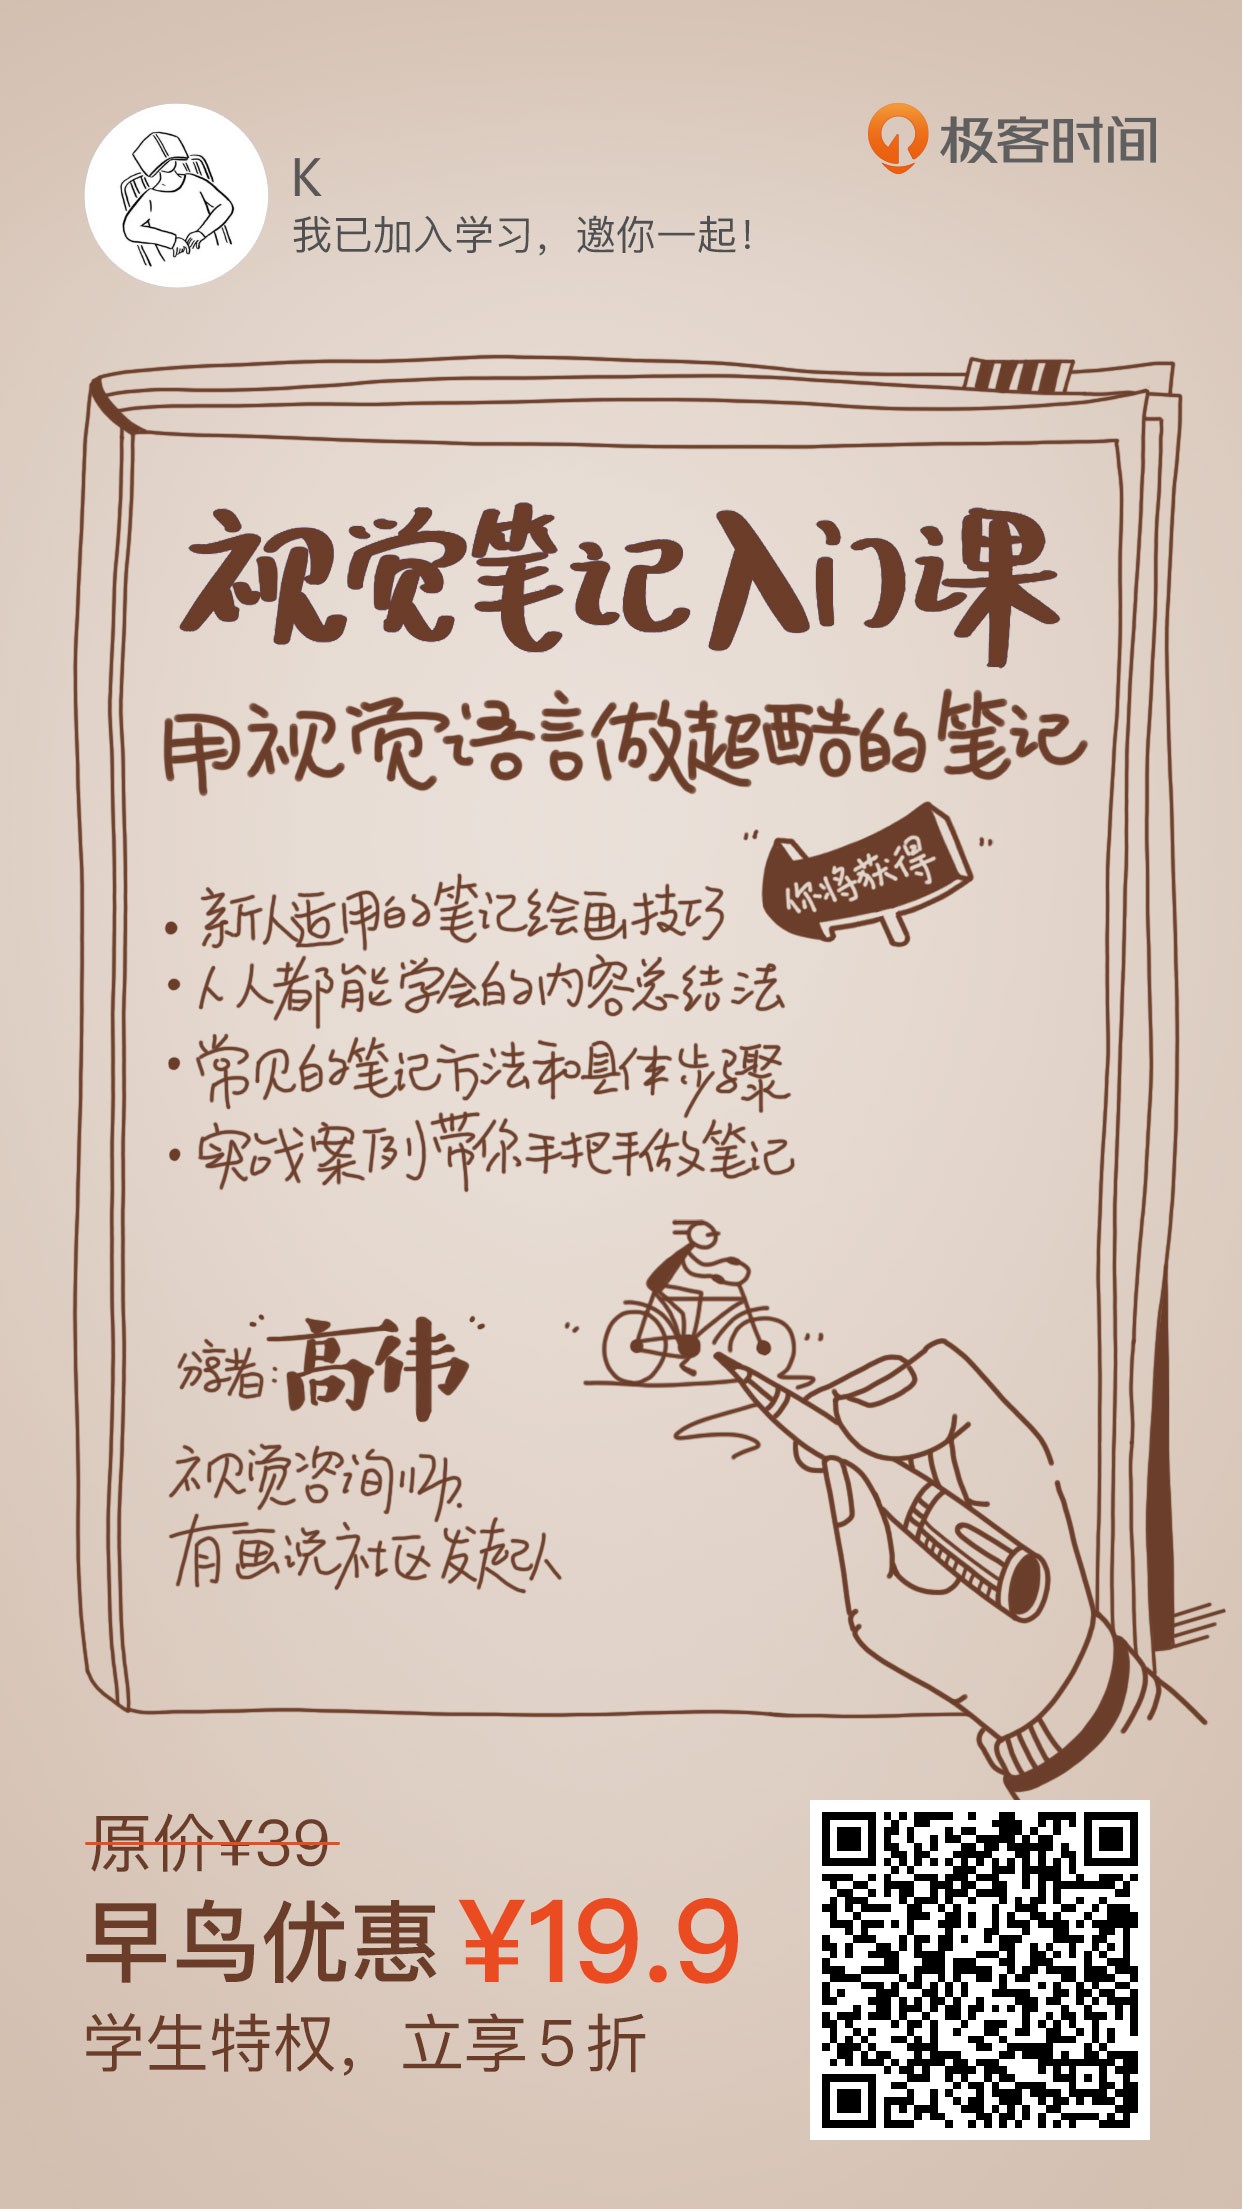 K
我已加入学习，邀你一起！
极客时间
视觉笔记入门课
用视觉语言做超酷的笔记
你将获得
新人适用的笔记绘画技巧
人人都能学会的内容总结法
常见的笔记方法和具体步骤
实战案例带你手把手做笔记
分享者：高伟
视觉咨询师
有画说社区发起人
原价¥39
早鸟优惠 ¥19.9
学生特权，立享5折